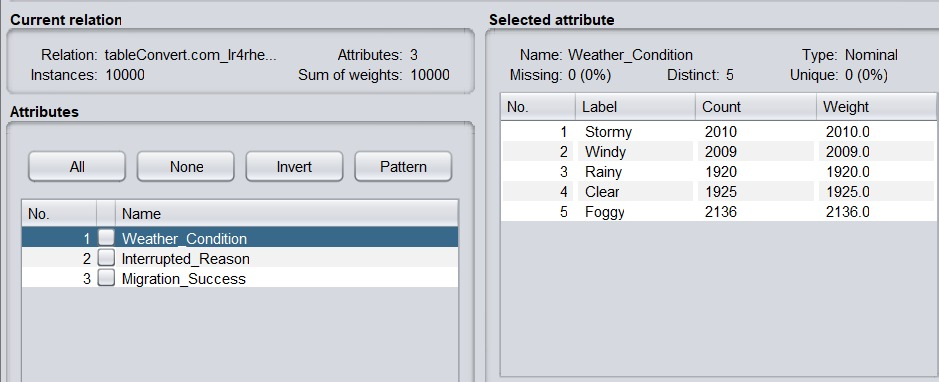 Current relation
Relation: tableConvert.com_lr4rhe... Attributes: 3
Instances: 10000 Sum of weights: 10000
Attributes
All None Invert Pattern
No. Name
1 Weather_Condition
2 Interrupted_Reason
3 Migration_Success
Selected attribute
Name: Weather_Condition Type: Nominal
Missing: 0 (0%) Distinct: 5 Unique: 0 (0%)
No. Label Count Weight
1 Stormy 2010 2010.0
2 Windy 2009 2009.0
3 Rainy 1920 1920.0
4 Clear 1925 1925.0
5 Foggy 2136 2136.0